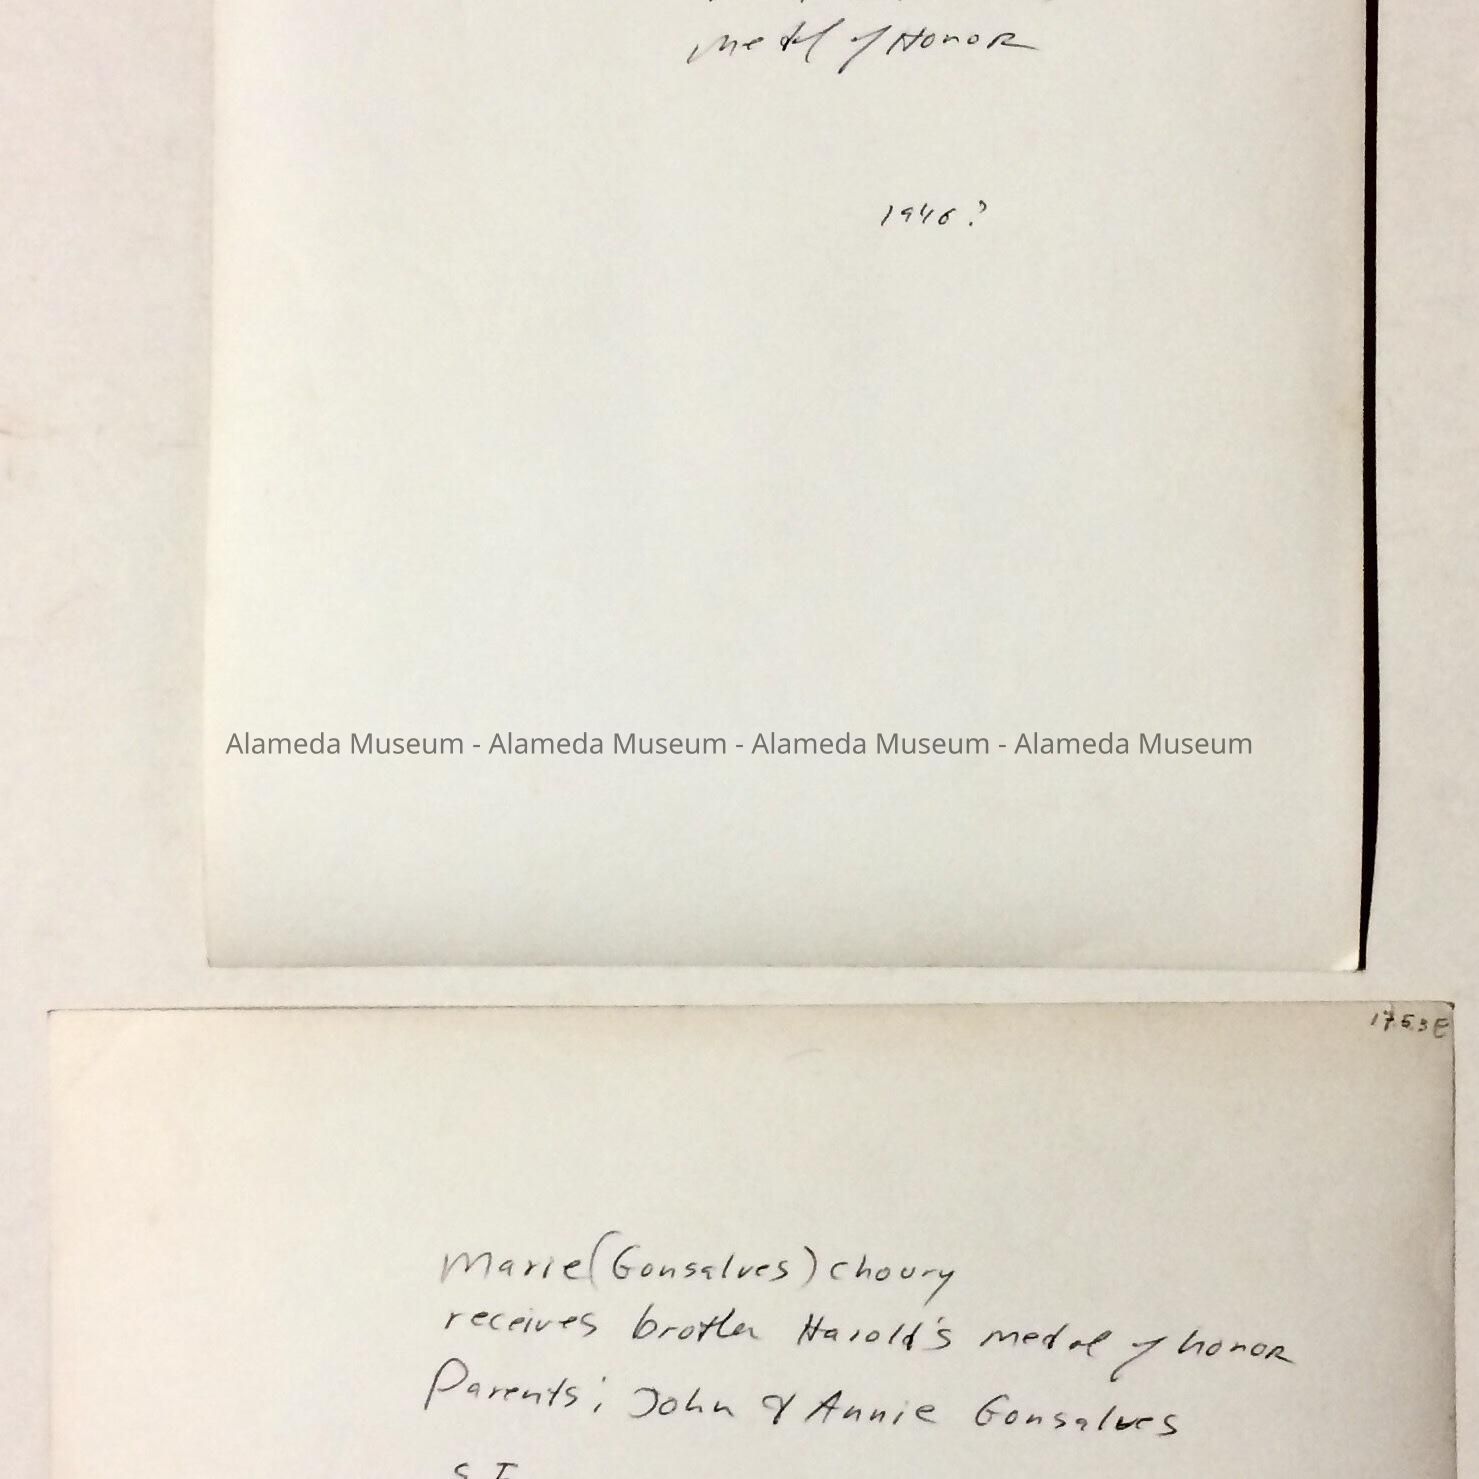 Medal of Honor
1946?
Alameda Museum - Alameda Museum - Alameda Museum - Alameda Museum
1753E
Marie (Gonsalves) Choury
receives brother Harold's medal of honor
Parents; John & Annie Gonsalves